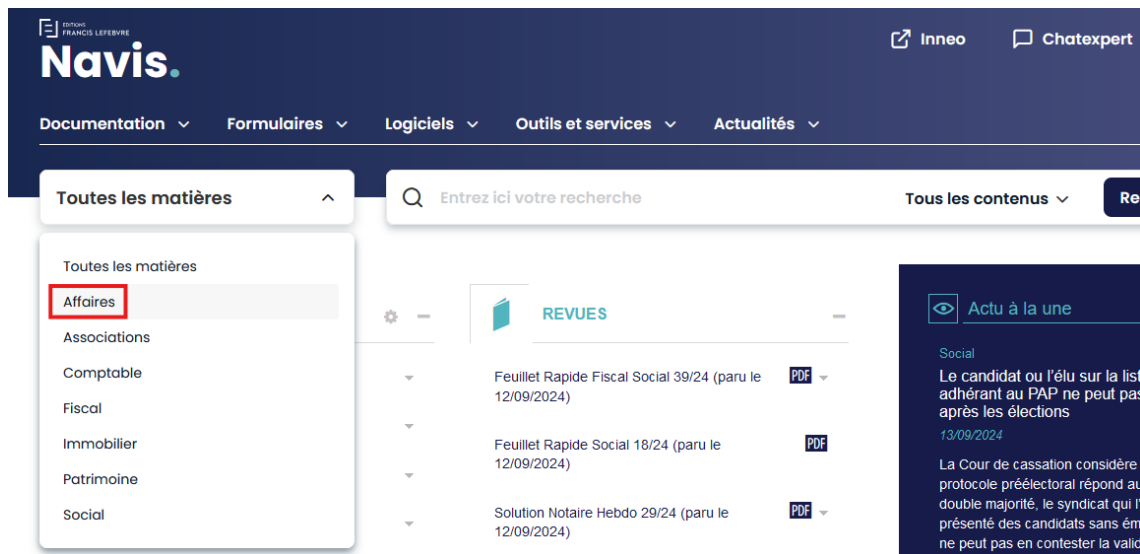 EDITIONS
FRANCIS LEFEBVRE
Navis.
Inneo
Chatexpert
Documentation
Formulaires
Logiciels
Outils et services
Actualités
Toutes les matières
Entrez ici votre recherche
Tous les contenus
Re
Toutes les matières
Affaires
Associations
Comptable
Fiscal
Immobilier
Patrimoine
Social
REVUES
Feuillet Rapide Fiscal Social 39/24 (paru le
12/09/2024)
PDF
Feuillet Rapide Social 18/24 (paru le
12/09/2024)
PDF
Solution Notaire Hebdo 29/24 (paru le
12/09/2024)
PDF
Actu à la une
Social
Le candidat ou l'élu sur la list
adhérant au PAP ne peut pas
après les élections
13/09/2024
La Cour de cassation considère
protocole préélectoral répond au
double majorité, le syndicat qui l'
présenté des candidats sans ém
ne peut pas en contester la valid